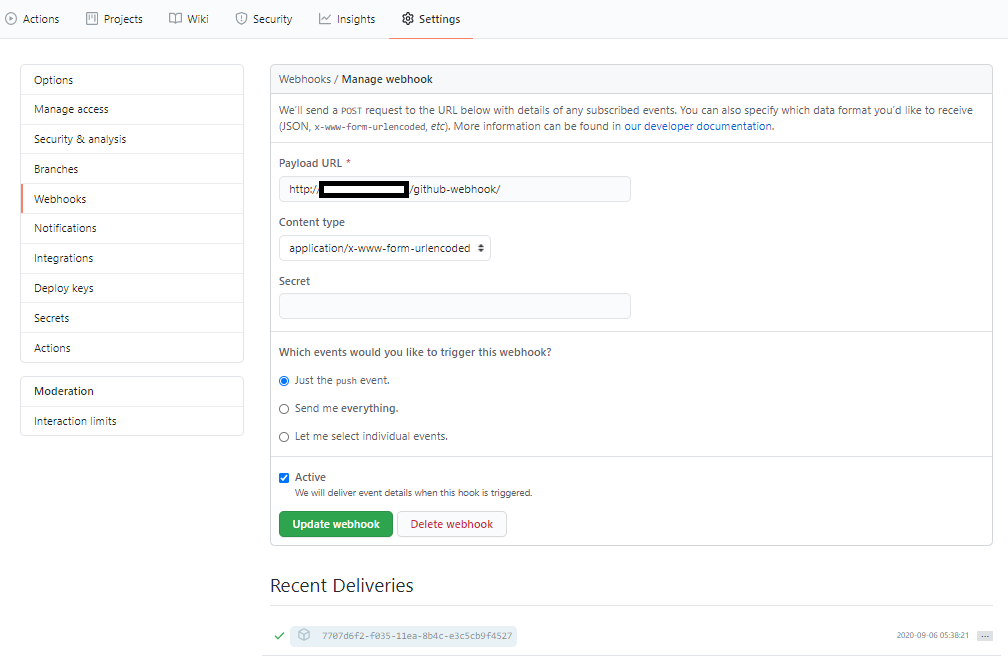 Actions Projects Wiki Security Insights Settings
Options
Manage access
Security & analysis
Branches
Webhooks
Notifications
Integrations
Deploy keys
Secrets
Actions
Moderation
Interaction limits
Webhooks / Manage webhook
We'll send a POST request to the URL below with details of any subscribed events. You can also specify which data format you'd like to receive
(JSON, x-www-form-urlencoded, etc). More information can be found in our developer documentation.
Payload URL *
http:// /github-webhook/
Content type
application/x-www-form-urlencoded
Secret
Which events would you like to trigger this webhook?
Just the push event.
Send me everything.
Let me select individual events.
Active
We will deliver event details when this hook is triggered.
Update webhook Delete webhook
Recent Deliveries
7707d6f2-f035-11ea-8b4c-e3c5cb9f4527 2020-09-06 05:38:21 ...